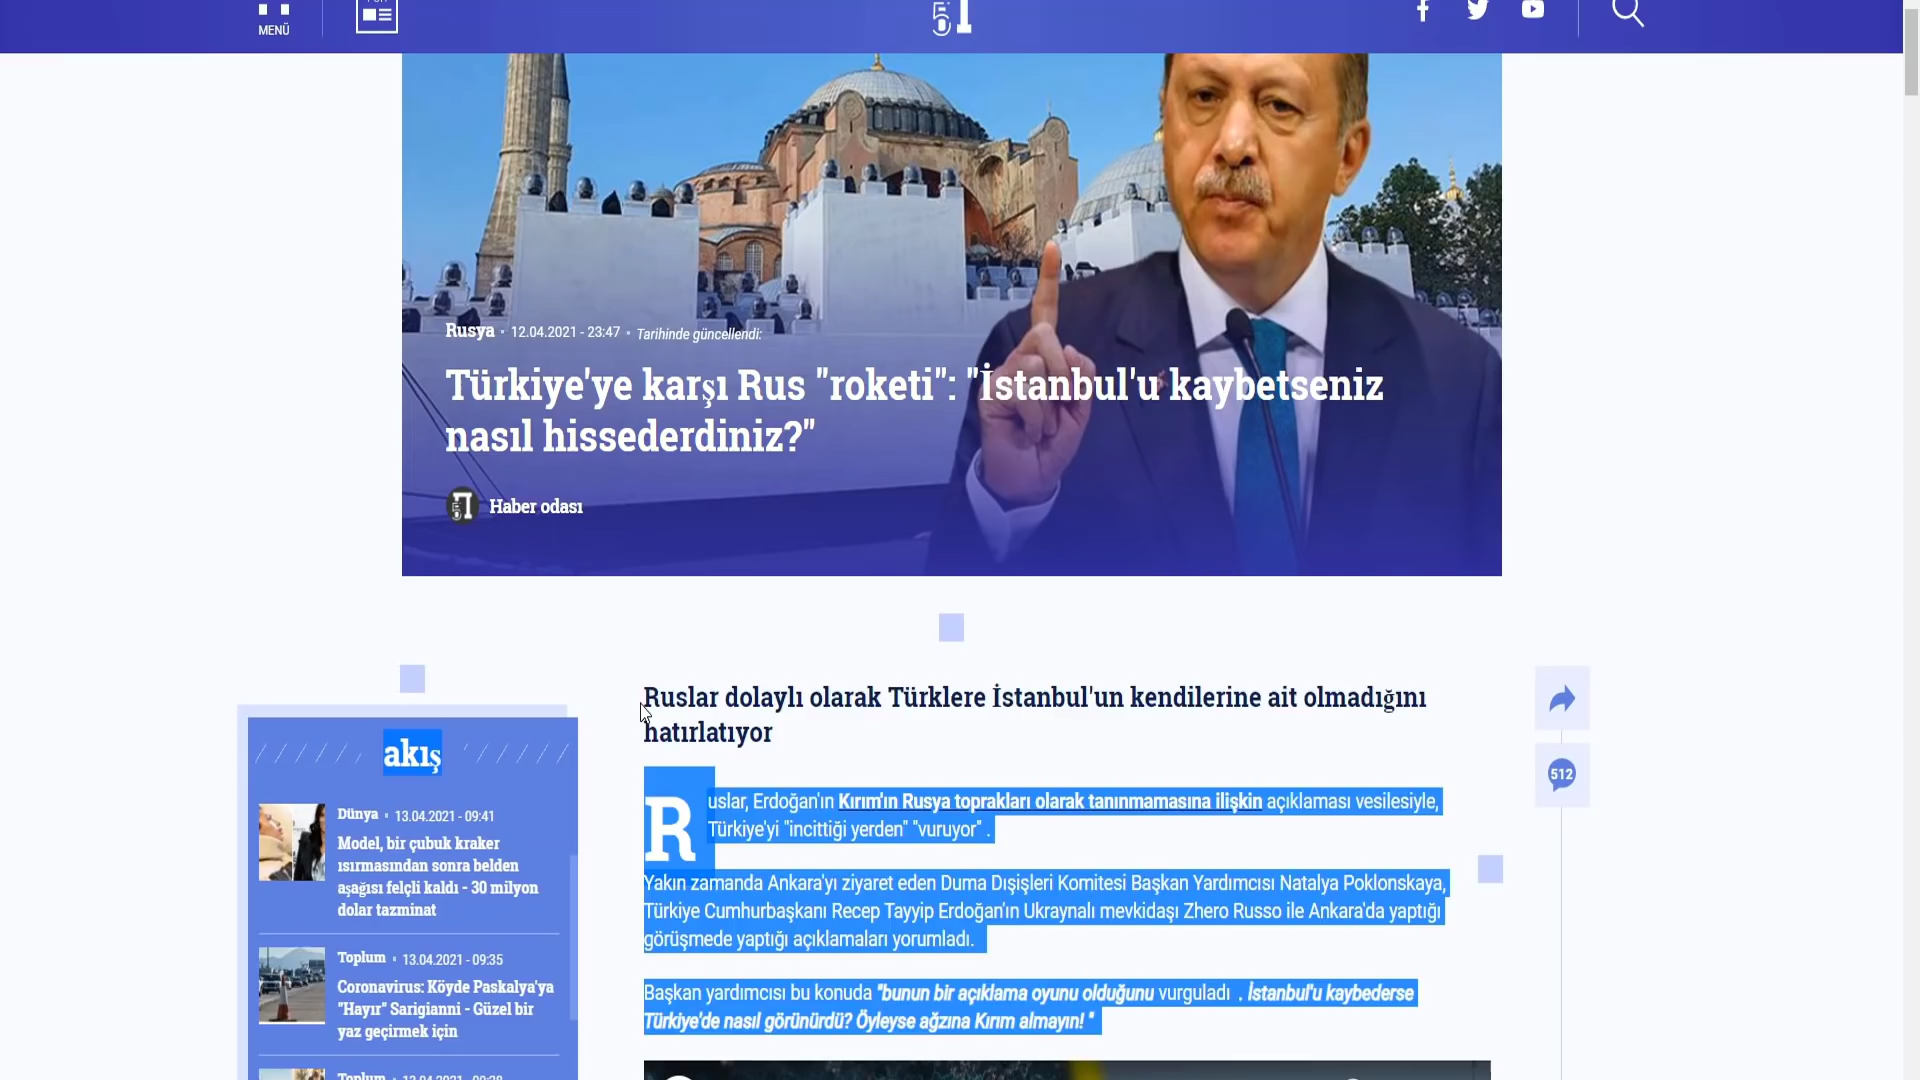 MENÜ
Rusya • 12.04.2021 - 23:47 • Tarihinde güncellendi:
Türkiye'ye karşı Rus "roketi": "İstanbul'u kaybetseniz
nasıl hissederdiniz?"
Haber odası
Ruslar dolaylı olarak Türklere İstanbul'un kendilerine ait olmadığını
hatırlatıyor
Ruslar, Erdoğan'ın Kırım'ın Rusya toprakları olarak tanınmamasına ilişkin açıklaması vesilesiyle,
Türkiye'yi "incittiği yerden" "vuruyor" .
Yakın zamanda Ankara'yı ziyaret eden Duma Dışişleri Komitesi Başkan Yardımcısı Natalya Poklonskaya,
Türkiye Cumhurbaşkanı Recep Tayyip Erdoğan'ın Ukraynalı mevkidaşı Zhero Russo ile Ankara'da yaptığı
görüşmede yaptığı açıklamaları yorumladı.
Başkan yardımcısı bu konuda "bunun bir açıklama oyunu olduğunu vurguladı . İstanbul'u kaybederse
Türkiye'de nasıl görünürdü? Öyleyse ağzına Kırım almayın! "
512
akış
Dünya • 13.04.2021 - 09:41
Model, bir çubuk kraker
ısırmasından sonra belden
aşağısı felçli kaldı - 30 milyon
dolar tazminat
Toplum • 13.04.2021 - 09:35
Coronavirus: Köyde Paskalya'ya
"Hayır" Sarigianni - Güzel bir
yaz geçirmek için